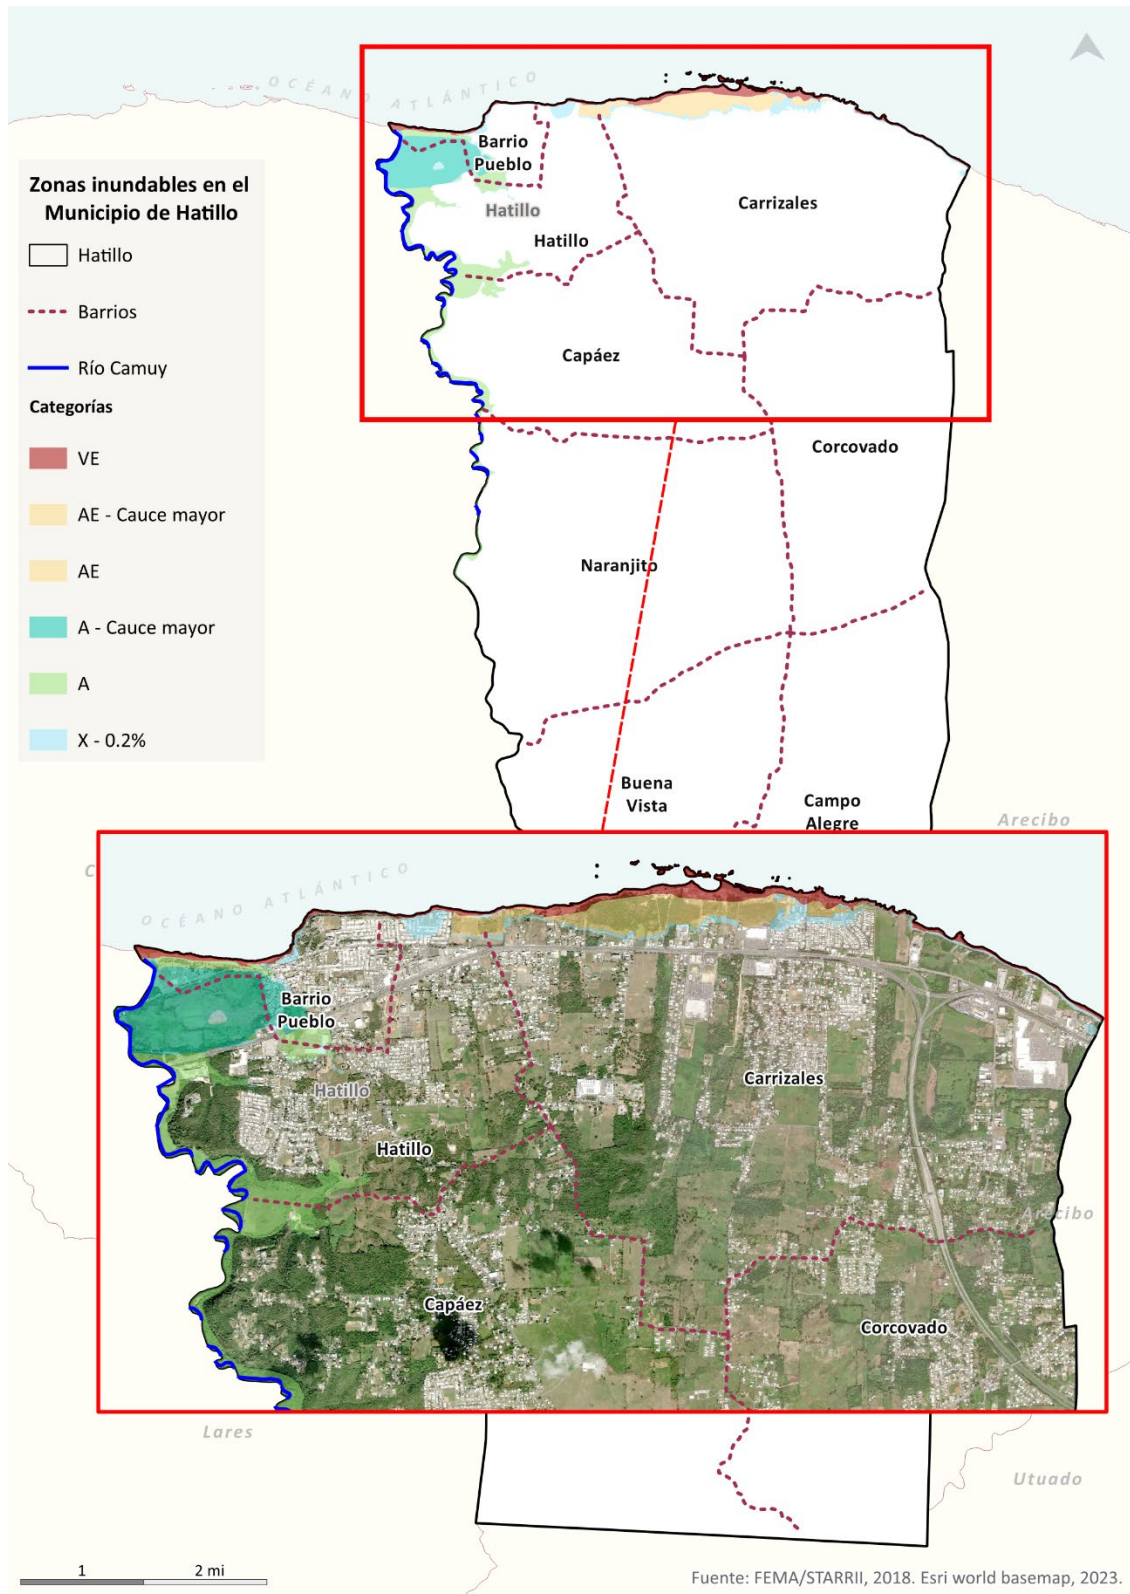 OCÉANO ATLÁNTICO
Zonas inundables en el
Municipio de Hatillo
Hatillo
Barrios
Río Camuy
Categorías
VE
AE - Cauce mayor
AE
A - Cauce mayor
A
X - 0.2%
Barrio
Pueblo
Hatillo
Hatillo
Carrizales
Capáez
Corcovado
Naranjito
Buena
Vista
Campo
Alegre
Arecibo
C
OCÉANO ATLÁNTICO
Barrio
Pueblo
Hatillo
Carrizales
Hatillo
Arecibo
Capáez
Corcovado
Lares
Utuado
1
2 mi
Fuente: FEMA/STARRII, 2018. Esri world basemap, 2023.